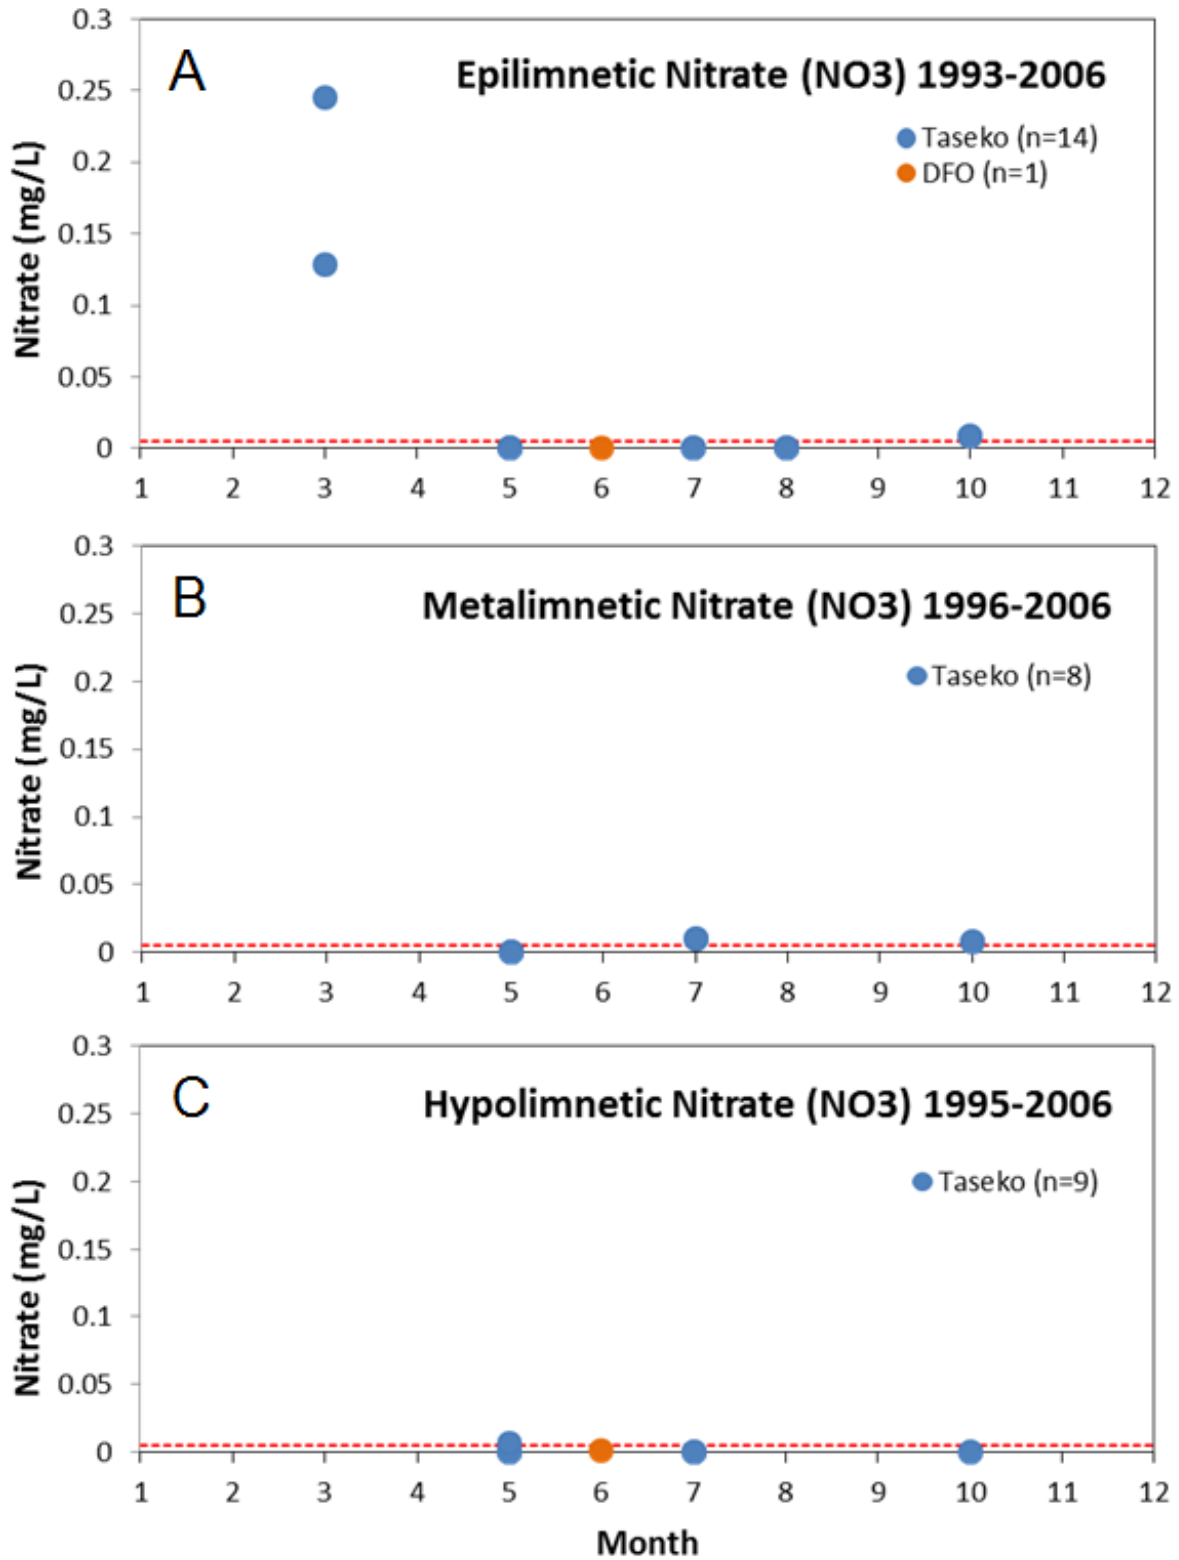 A
Epilimnetic Nitrate (NO3) 1993-2006
Taseko (n=14)
DFO (n=1)
Nitrate (mg/L)
0.3
0.25
0.2
0.15
0.1
0.05
0
1 2 3 4 5 6 7 8 9 10 11 12
B
Metalimnetic Nitrate (NO3) 1996-2006
Taseko (n=8)
Nitrate (mg/L)
0.3
0.25
0.2
0.15
0.1
0.05
0
1 2 3 4 5 6 7 8 9 10 11 12
C
Hypolimnetic Nitrate (NO3) 1995-2006
Taseko (n=9)
Nitrate (mg/L)
0.3
0.25
0.2
0.15
0.1
0.05
0
1 2 3 4 5 6 7 8 9 10 11 12
Month